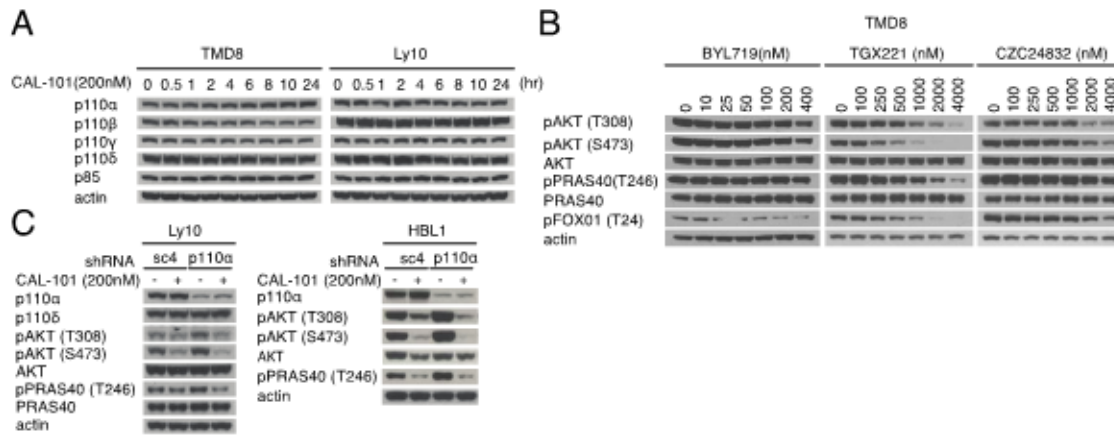 A
TMD8
Ly10
CAL-101(200nM) 0 0.5 1 2 4 6 8 10 24 0 0.5 1 2 4 6 8 10 24 (hr)
p110α
p110β
p110γ
p110δ
p85
actin
B
TMD8
BYL719(nM) TGX221 (nM) CZC24832 (nM)
0 10 25 50 100 200 400 0 100 250 500 1000 2000 4000 0 100 250 500 1000 2000 4000
pAKT (T308)
pAKT (S473)
AKT
pPRAS40(T246)
PRAS40
pFOX01 (T24)
actin
C
Ly10
shRNA sc4 p110α
CAL-101 (200nM) - + - +
p110α
p110δ
pAKT (T308)
pAKT (S473)
AKT
pPRAS40 (T246)
PRAS40
actin
HBL1
shRNA sc4 p110α
CAL-101 (200nM) - + - +
p110α
pAKT (T308)
pAKT (S473)
AKT
pPRAS40 (T246)
actin